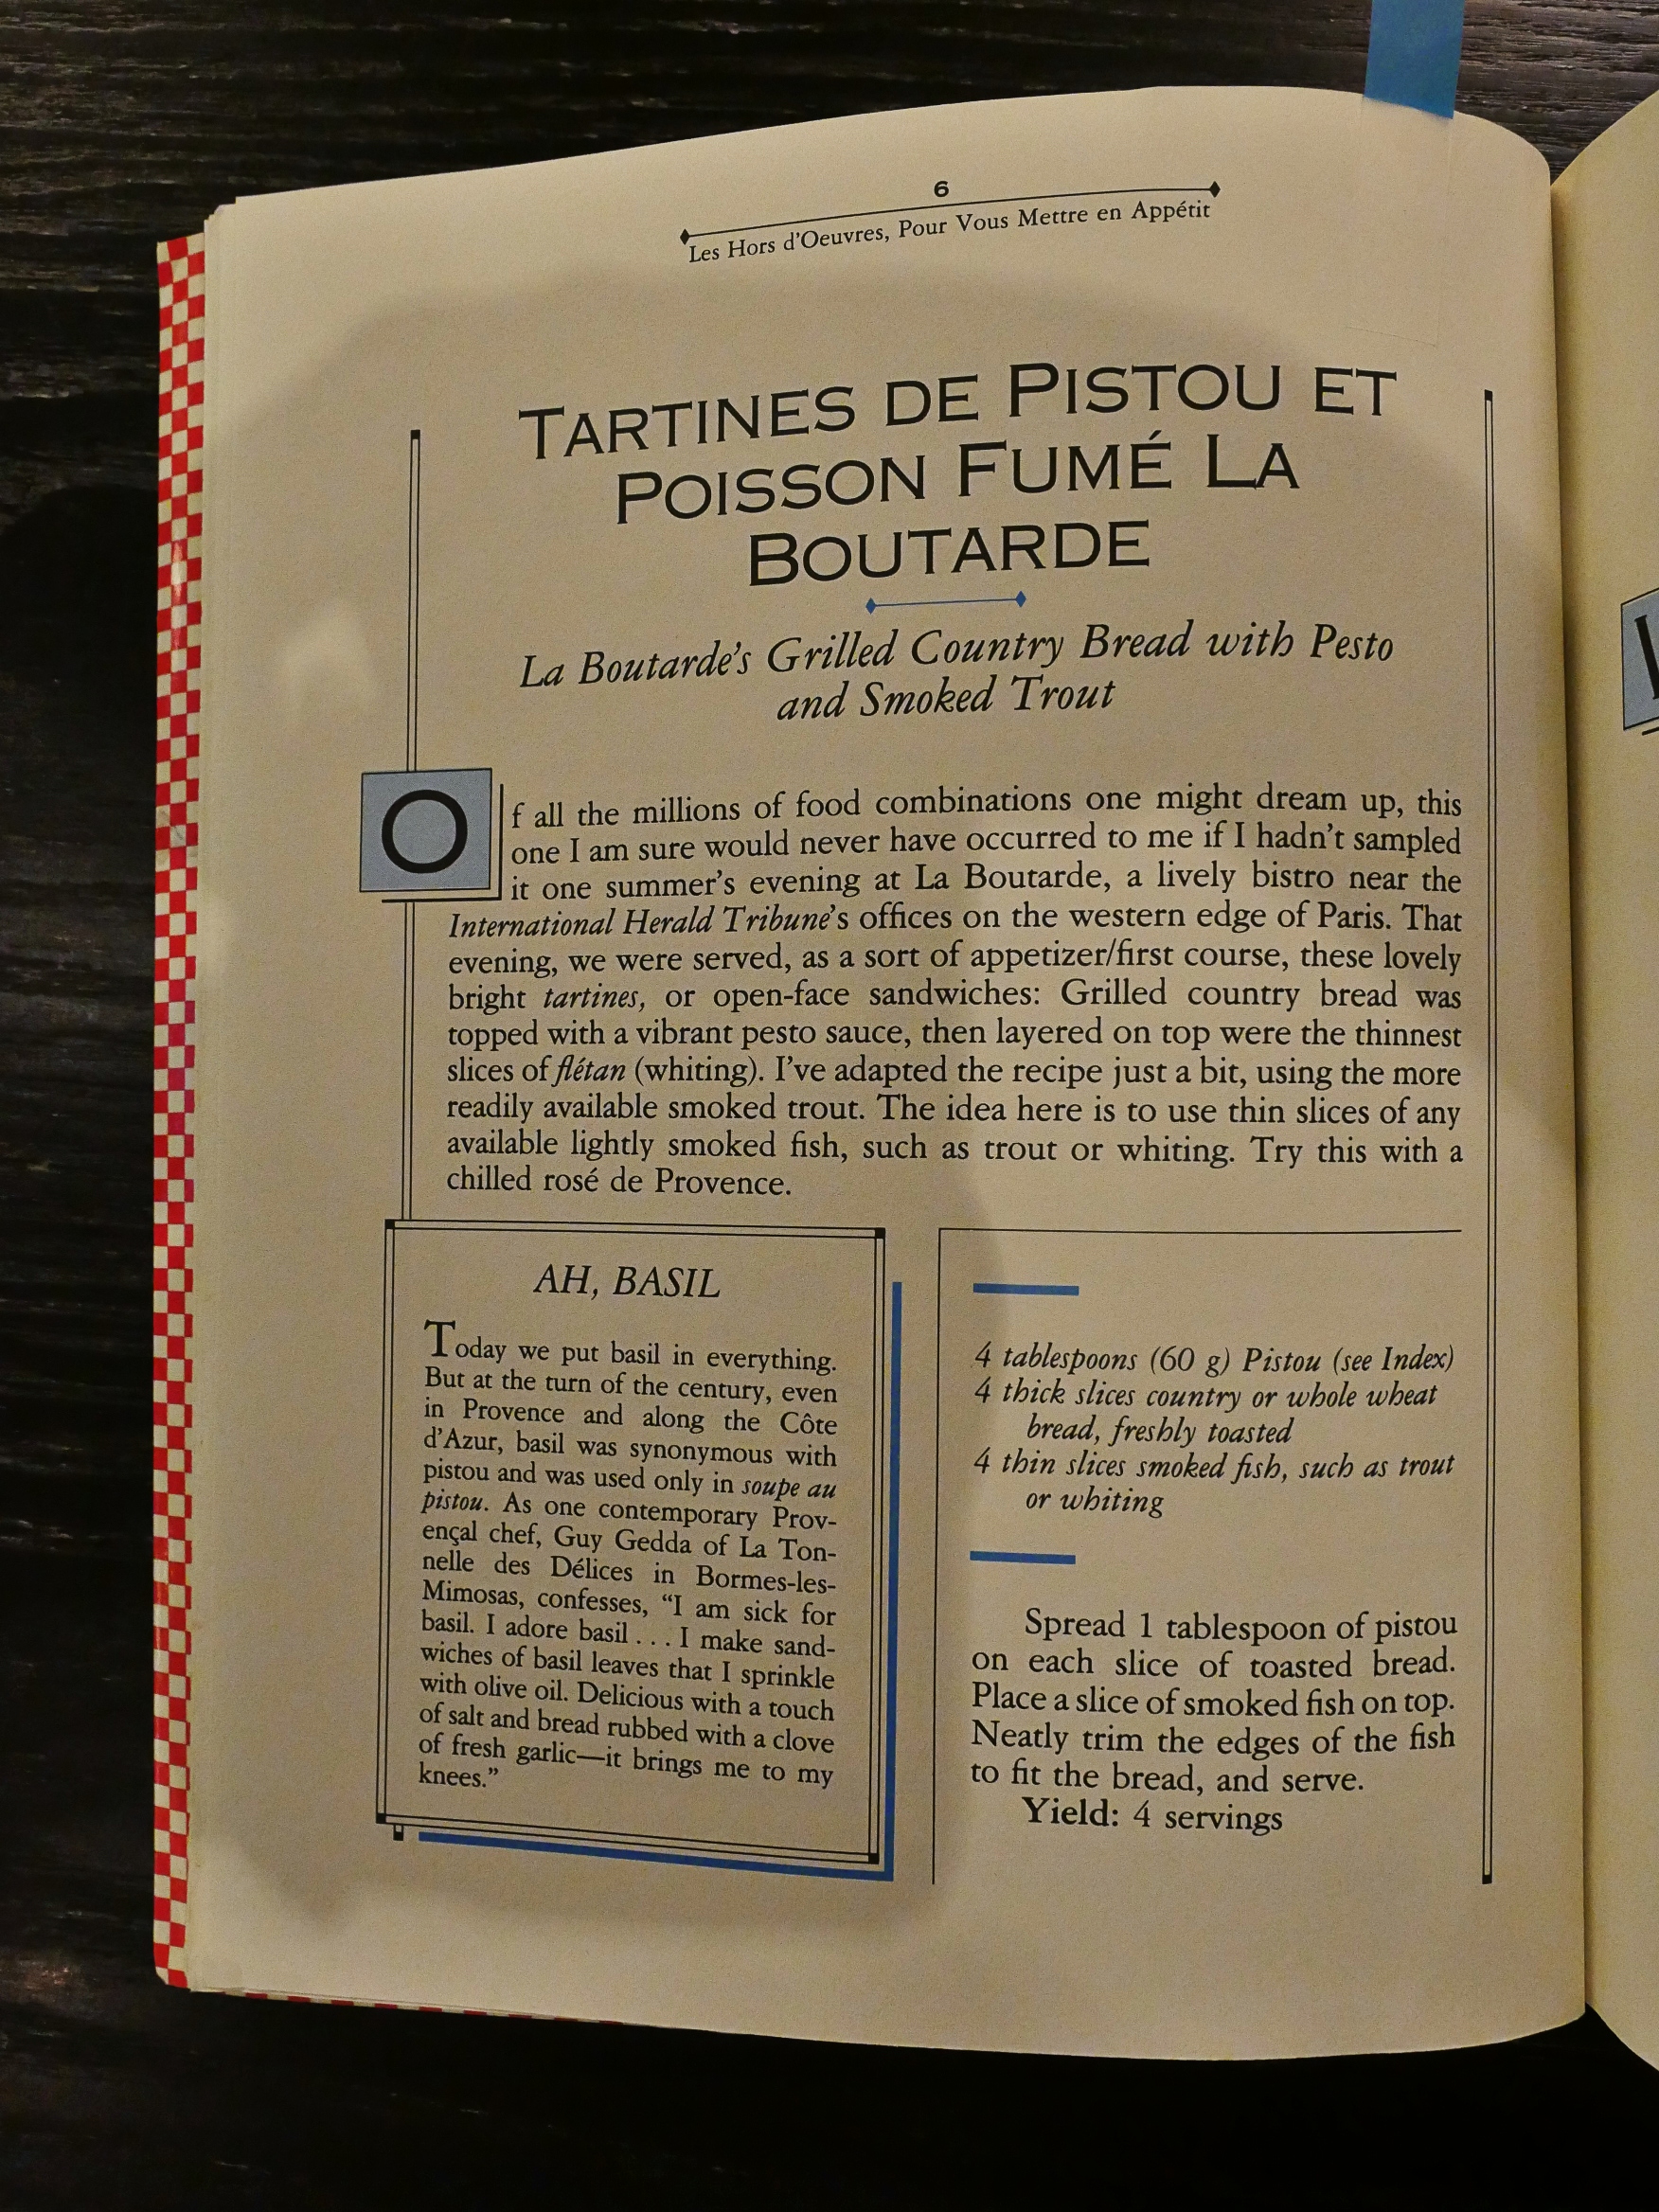 6
Les Hors d'Oeuvres, Pour Vous Mettre en Appétit
TARTINES DE PISTOU ET
POISSON FUMÉ LA
BOUTARDE
La Boutarde's Grilled Country Bread with Pesto
and Smoked Trout
Of all the millions of food combinations one might dream up, this
one I am sure would never have occurred to me if I hadn't sampled
it one summer's evening at La Boutarde, a lively bistro near the
International Herald Tribune's offices on the western edge of Paris. That
evening, we were served, as a sort of appetizer/first course, these lovely
bright tartines, or open-face sandwiches: Grilled country bread was
topped with a vibrant pesto sauce, then layered on top were the thinnest
slices of flétan (whiting). I've adapted the recipe just a bit, using the more
readily available smoked trout. The idea here is to use thin slices of any
available lightly smoked fish, such as trout or whiting. Try this with a
chilled rosé de Provence.
AH, BASIL
Today we put basil in everything.
But at the turn of the century, even
in Provence and along the Côte
d'Azur, basil was synonymous with
pistou and was used only in soupe au
pistou. As one contemporary Prov-
ençal chef, Guy Gedda of La Ton-
nelle des Délices in Bormes-les-
Mimosas, confesses, “I am sick for
basil. I adore basil . . . I make sand-
wiches of basil leaves that I sprinkle
with olive oil. Delicious with a touch
of salt and bread rubbed with a clove
of fresh garlic—it brings me to my
knees.”
4 tablespoons (60 g) Pistou (see Index)
4 thick slices country or whole wheat
bread, freshly toasted
4 thin slices smoked fish, such as trout
or whiting
Spread 1 tablespoon of pistou
on each slice of toasted bread.
Place a slice of smoked fish on top.
Neatly trim the edges of the fish
to fit the bread, and serve.
Yield: 4 servings